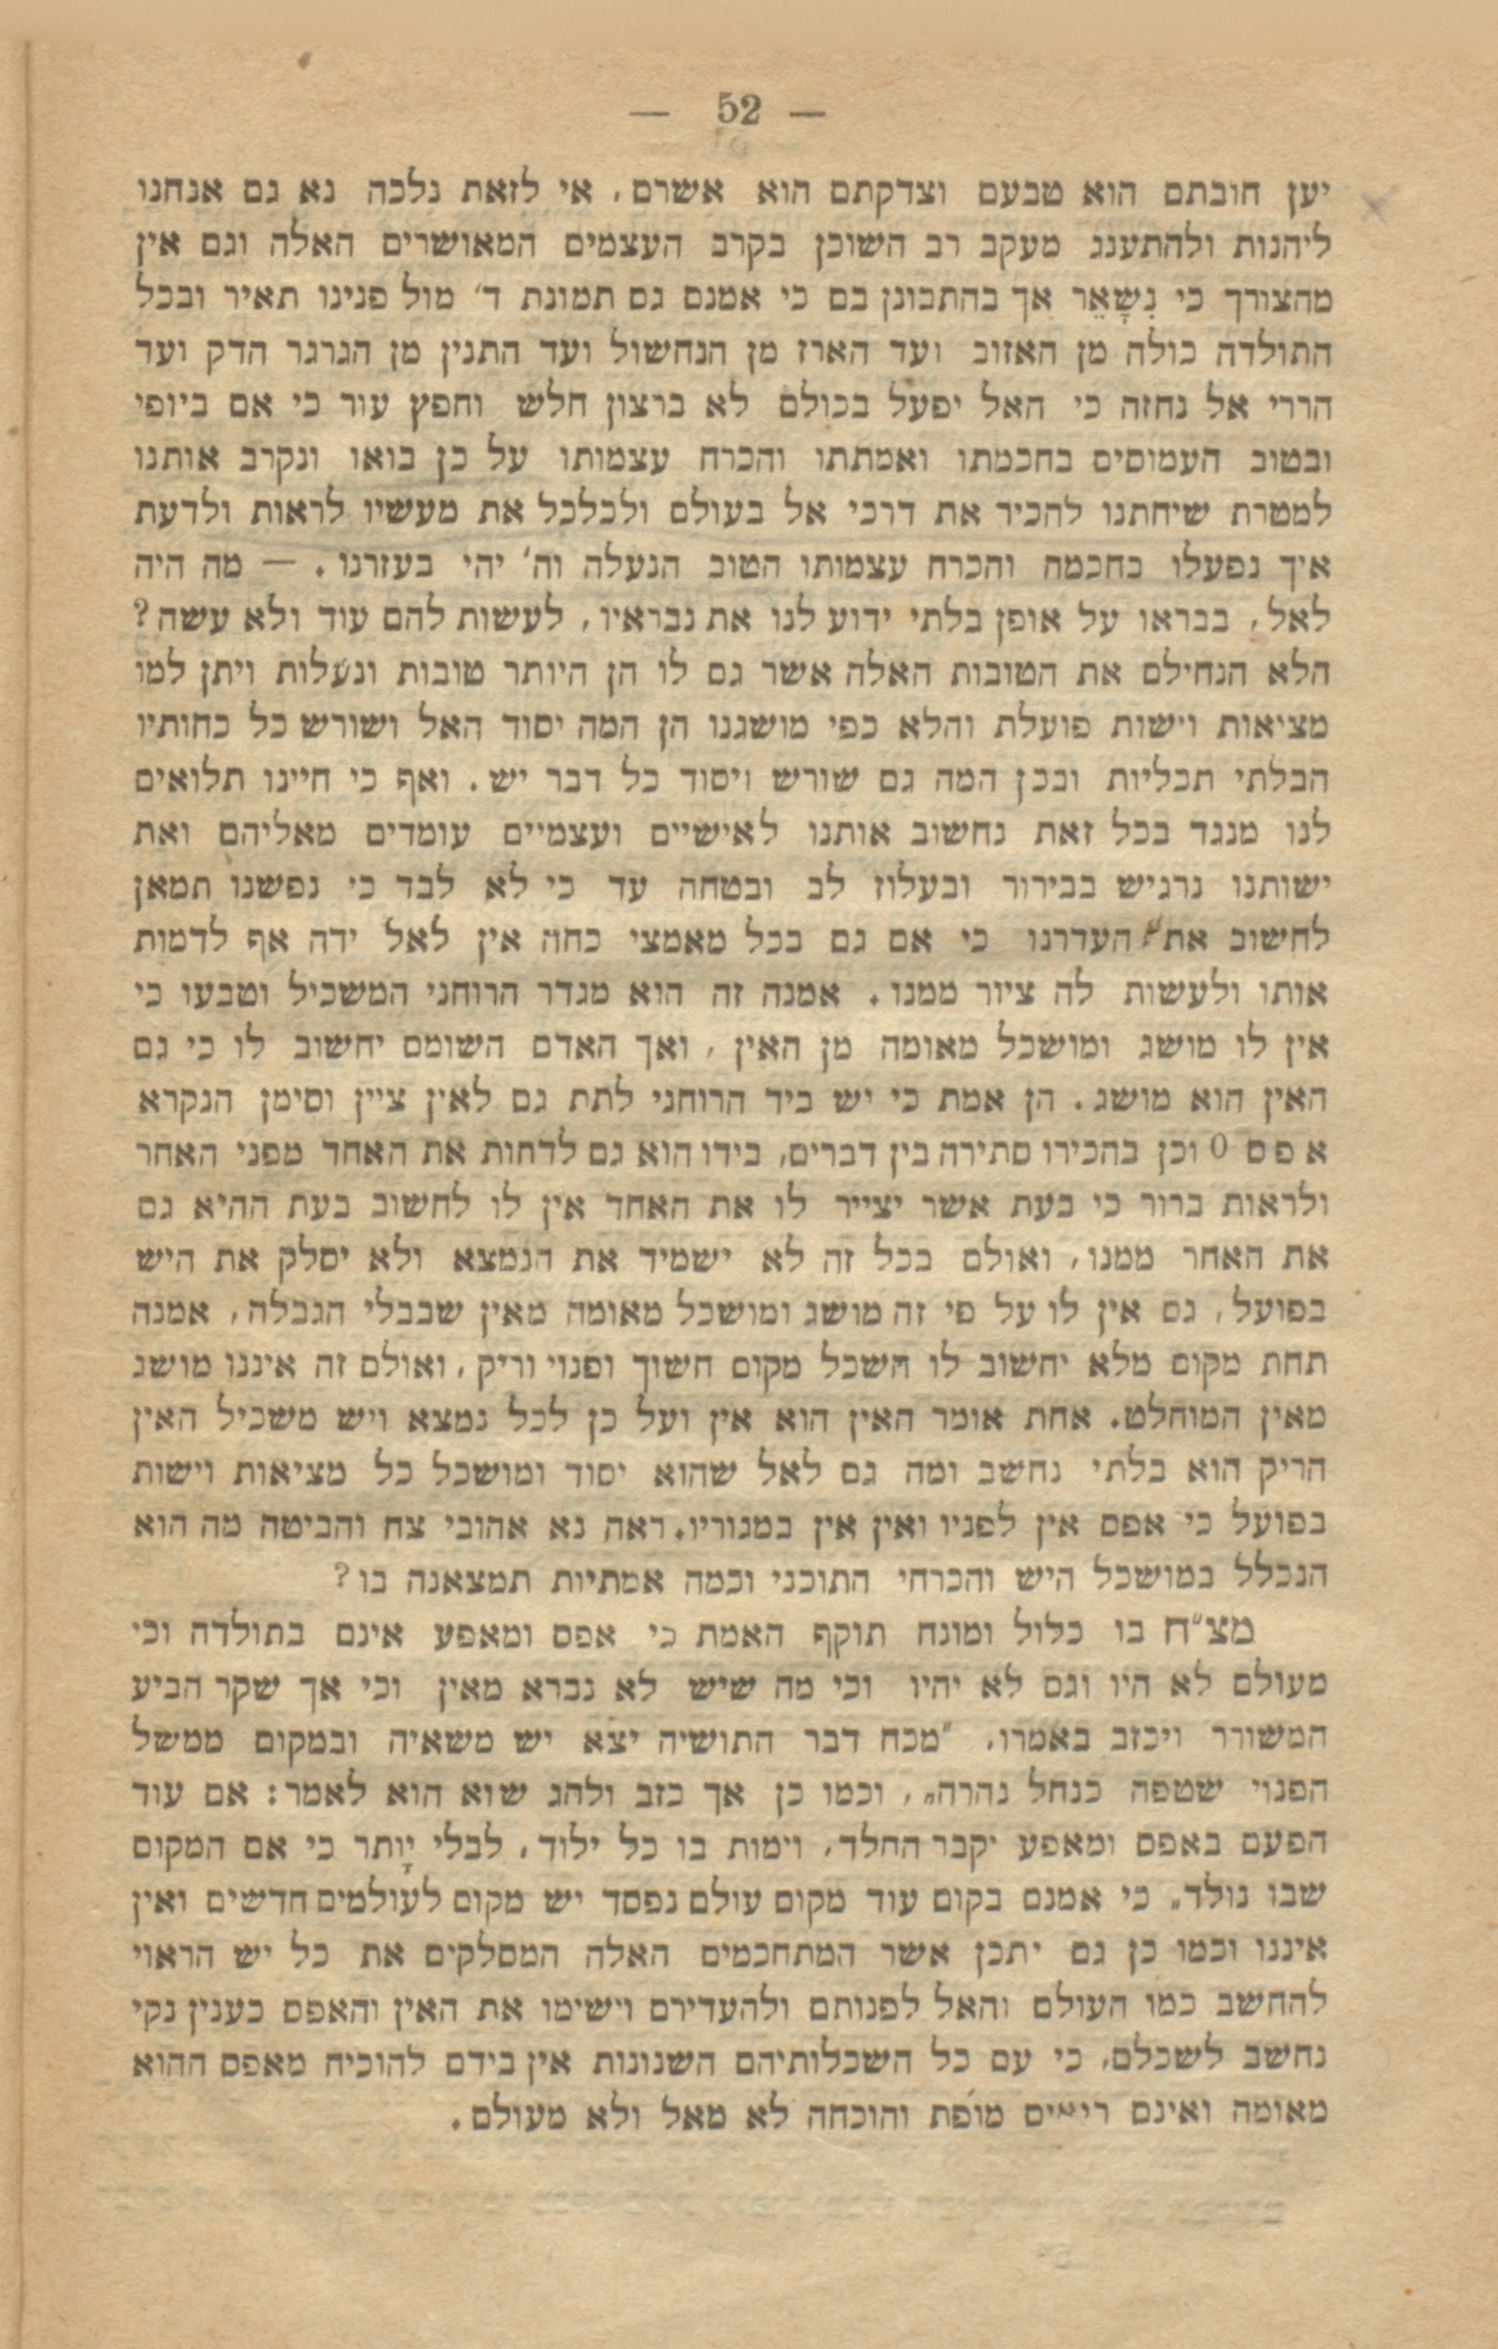 — 52 —
יען חובתם הוא טבעם וצדקתם הוא אשרם, אי לזאת נלכה נא גם אנחנו
ליהנות ולהתענג מעקב רב השוכן בקרב העצמים המאושרים האלה וגם אין
מהצורך כי נִשָאֵר אך בהתבונן בם כי אמנם גם תמונת ד׳ מול פנינו תאיר ובכל
התולדה כולה מן האזוב ועד הארז מן הנחשול ועד התנין מן הגרגר הדק ועד
הררי אל נחזה כי האל יפעל בכולם לא ברצון חלש וחפץ עור כי אם ביופי
ובטוב העמוסים בחכמתו ואמתתו והכרח עצמותו על כן בואו ונקרב אותנו
למטרת שיחתנו להכיר את דרכי אל בעולם ולכלכל את מעשיו לראות ולדעת
איך נפעלו בחכמה והכרח עצמותו הטוב הנעלה וה׳ יהי בעזרנו. — מה היה
לאל, בבראו על אופן בלתי ידוע לנו את נבראיו, לעשות להם עוד ולא עשה?
הלא הנחילם את הטובות האלה אשר גם לו הן היותר טובות ונעלות ויתן למו
מציאות וישות פועלת והלא כפי מושגנו הן המה יסוד האל ושורש כל כחותיו
הבלתי תכליות ובכן המה גם שורש ויסוד כל דבר יש. ואף כי חיינו תלואים
לנו מנגד בכל זאת נחשוב אותנו לאישיים ועצמיים עומדים מאליהם ואת
ישותנו נרגיש בבירור ובעלוז לב ובטחה עד כי לא לבד כי נפשנו תמאן
לחשוב את העדרנו כי אם גם בכל מאמצי כחה אין לאל ידה אף לדמות
אותו ולעשות לה ציור ממנו. אמנה זה הוא מגדר הרוחני המשכיל וטבעו כי
אין לו מושג ומושכל מאומה מן האין, ואך האדם השומם יחשוב לו כי גם
האין הוא מושג. הן אמת כי יש ביד הרוחני לתת גם לאין ציין וסימן הנקרא
אפס 0 וכן בהכירו סתירה בין דברים, בידו הוא גם לדחות את האחד מפני האחר
ולראות ברור כי בעת אשר יצייר לו את האחד אין לו לחשוב בעת ההיא גם
את האחר ממנו, ואולם בכל זה לא ישמיד את הנמצא ולא יסלק את היש
בפועל, גם אין לו על פי זה מושג ומושכל מאומה מאין שבבלי הגבלה, אמנה
תחת מקום מלא יחשוב לו השכל מקום חשוך ופנוי וריק, ואולם זה איננו מושג
מאין המוחלט. אחת אומר האין הוא אין ועל כן לכל נמצא ויש משכיל האין
הריק הוא בלתי נחשב ומה גם לאל שהוא יסוד ומושכל כל מציאות וישות
בפועל כי אפס אין לפניו ואין אין במגוריו. ראה נא אהובי צח והביטה מה הוא
הנכלל במושכל היש והכרחי התוכני וכמה אמתיות תמצאנה בו?
מצ״ח בו כלול ומונח תוקף האמת כי אפס ומאפע אינם בתולדה וכי
מעולם לא היו וגם לא יהיו וכי מה שיש לא נברא מאין וכי אך שקר הביע
המשורר ויכזב באמרו, ״מכח דבר התושיה יצא יש משאיה ובמקום ממשל
הפנוי שטפה כנחל נהרה„, וכמו כן אך כזב ולהג שוא הוא לאמר: אם עוד
הפעם באפס ומאפע יקבר החלד, וימות בו כל ילוד, לבלי יָותר כי אם המקום
שבו נולד„ כי אמנם בקום עוד מקום עולם נפסד יש מקום לעולמים חדשים ואין
איננו וכמו כן גם יתכן אשר המתחכמים האלה המסלקים את כל יש הראוי
להחשב כמו העולם והאל לפנותם ולהעדירם וישימו את האין והאפס כענין נקי
נחשב לשכלם, כי עם כל השכלותיהם השנונות אין בידם להוכיח מאפס ההוא
מאומה ואינם מופת והוכחה לא מאל ולא מעולם.